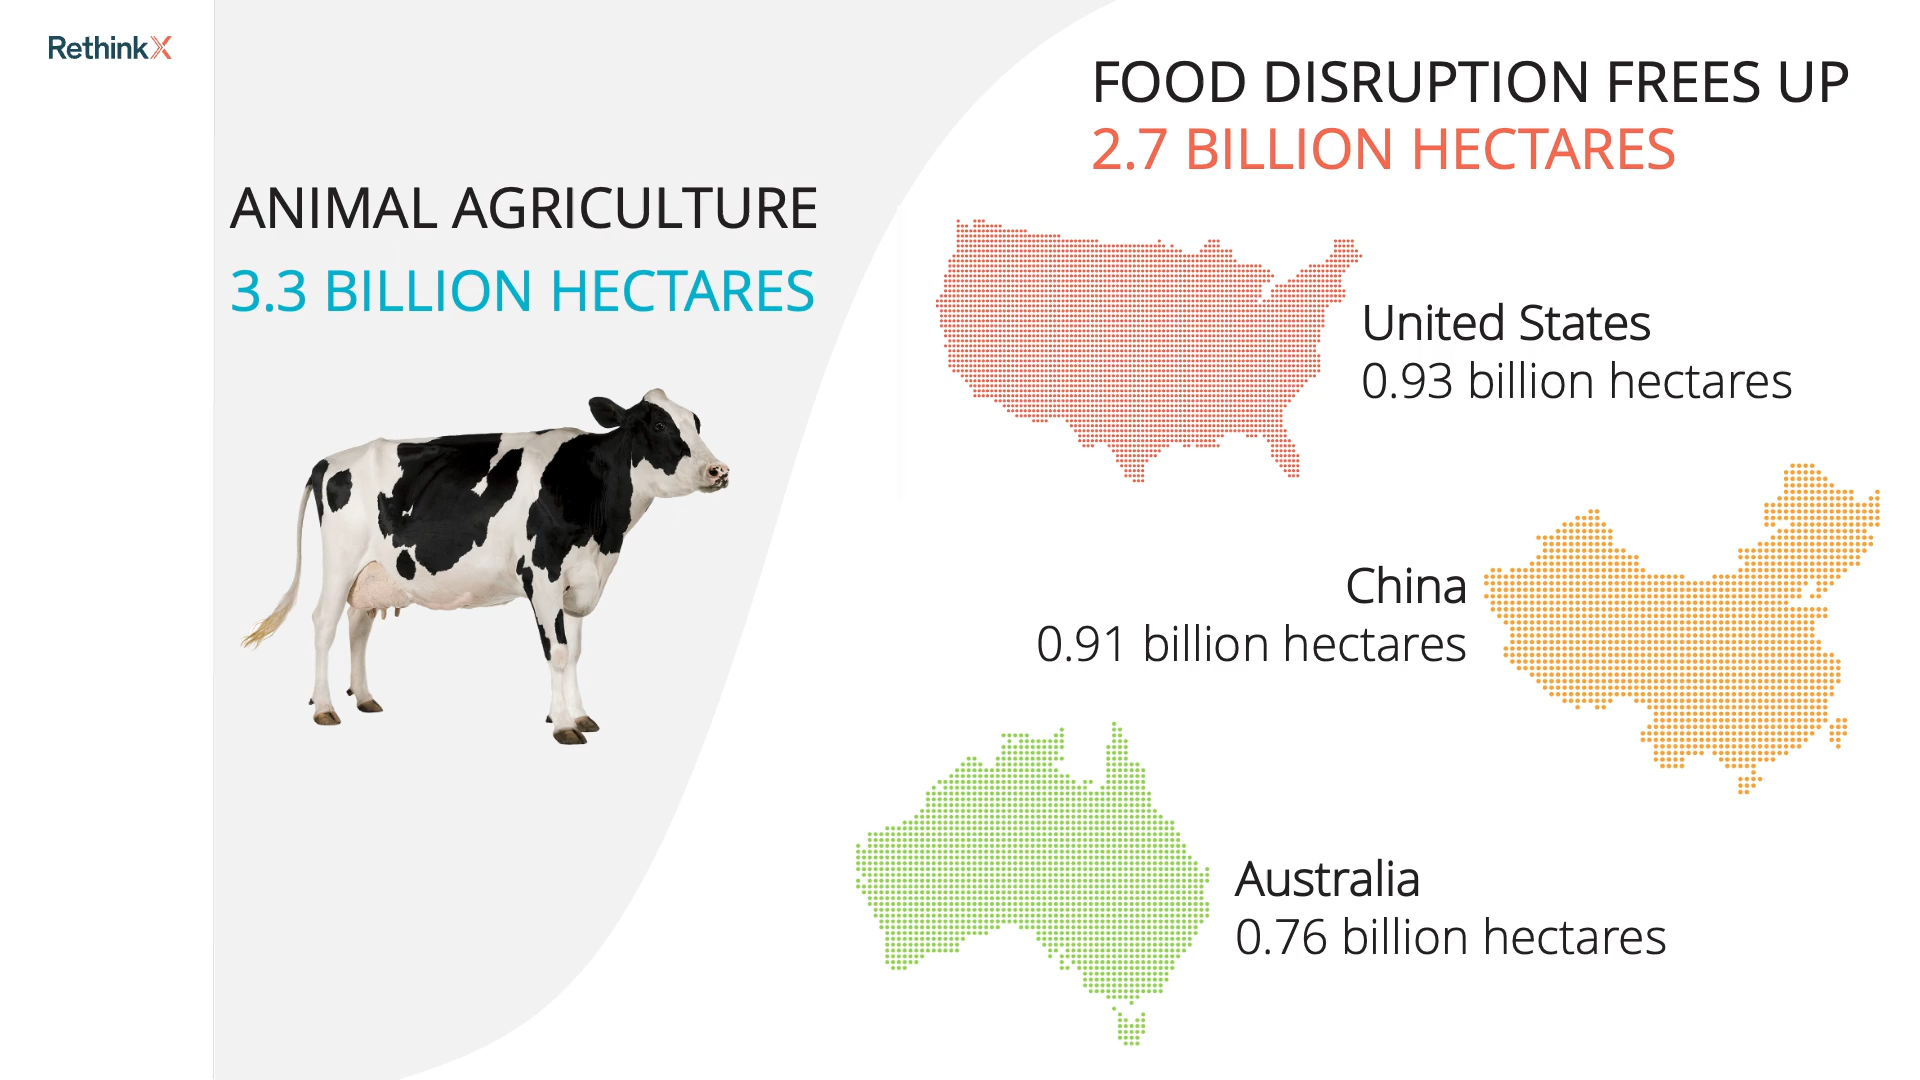 RethinkX
ANIMAL AGRICULTURE
3.3 BILLION HECTARES
FOOD DISRUPTION FREES UP
2.7 BILLION HECTARES
United States
0.93 billion hectares
China
0.91 billion hectares
Australia
0.76 billion hectares